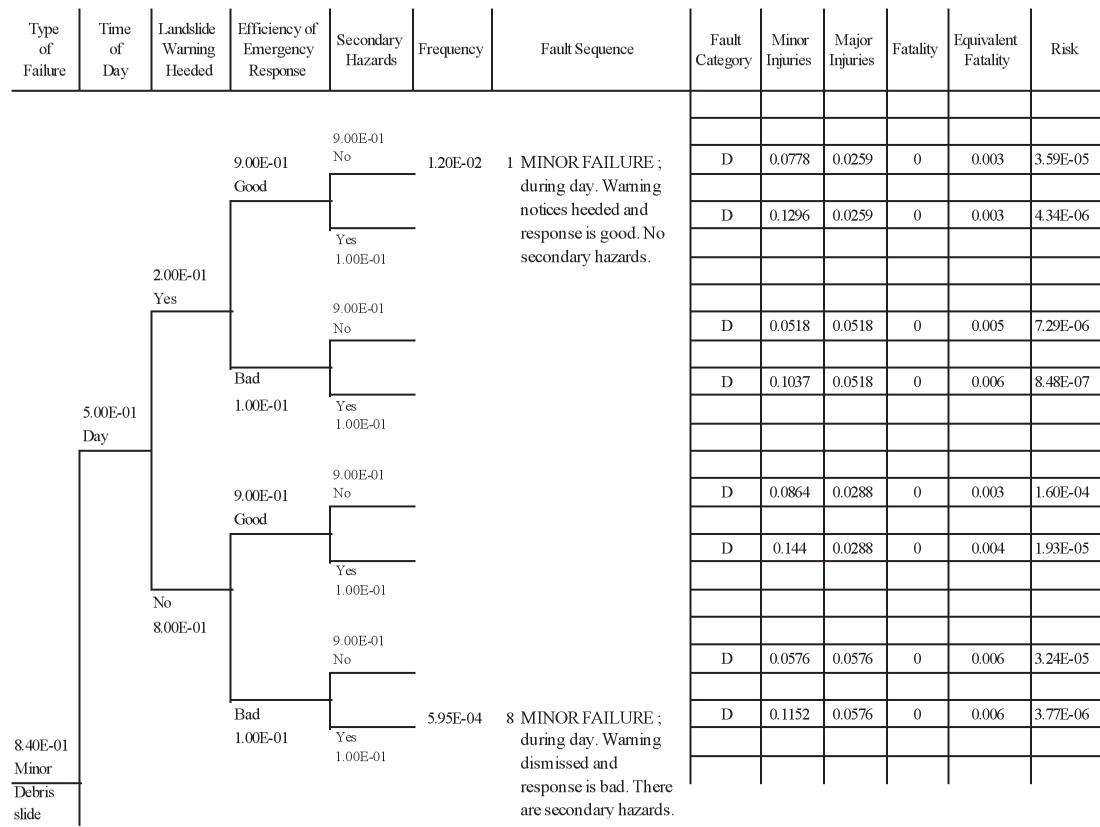 Type of Failure
Time of Day
Landslide Warning Heeded
Efficiency of Emergency Response
Secondary Hazards
Frequency
Fault Sequence
Fault Category
Minor Injuries
Major Injuries
Fatality
Equivalent Fatality
Risk
9.00E-01
No
9.00E-01
Good
1.20E-02
1 MINOR FAILURE ;
during day. Warning
notices heeded and
response is good. No
secondary hazards.
D 0.0778 0.0259 0 0.003 3.59E-05
D 0.1296 0.0259 0 0.003 4.34E-06
Yes
1.00E-01
2.00E-01
Yes
9.00E-01
No
D 0.0518 0.0518 0 0.005 7.29E-06
Bad
1.00E-01
D 0.1037 0.0518 0 0.006 8.48E-07
Yes
1.00E-01
5.00E-01
Day
9.00E-01
No
9.00E-01
Good
D 0.0864 0.0288 0 0.003 1.60E-04
D 0.144 0.0288 0 0.004 1.93E-05
Yes
1.00E-01
No
8.00E-01
9.00E-01
No
D 0.0576 0.0576 0 0.006 3.24E-05
Bad
1.00E-01
5.95E-04
8 MINOR FAILURE ;
during day. Warning
dismissed and
response is bad. There
are secondary hazards.
D 0.1152 0.0576 0 0.006 3.77E-06
Yes
1.00E-01
8.40E-01
Minor
Debris
slide